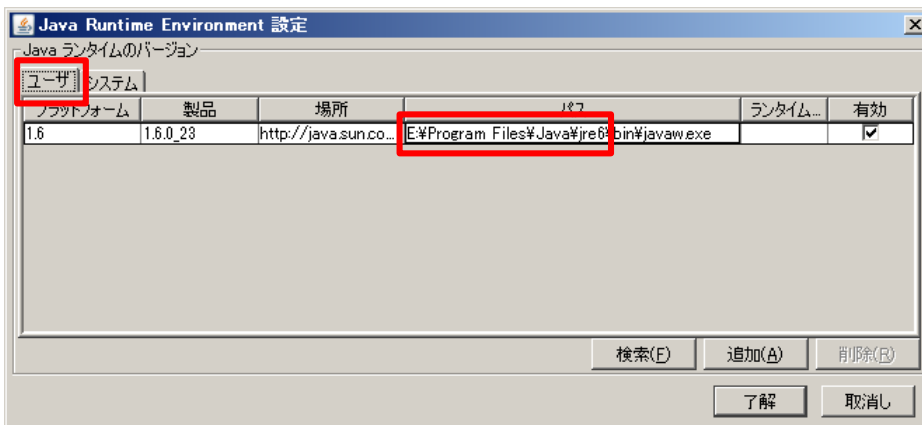 Java Runtime Environment 設定
Java ランタイムのバージョン
ユーザ システム
プラットフォーム 製品 場所 パス ランタイム... 有効
1.6 1.6.0_23 http://java.sun.co... E:¥Program Files¥Java¥jre6¥bin¥javaw.exe
検索(F) 追加(A) 削除(R)
了解 取消し